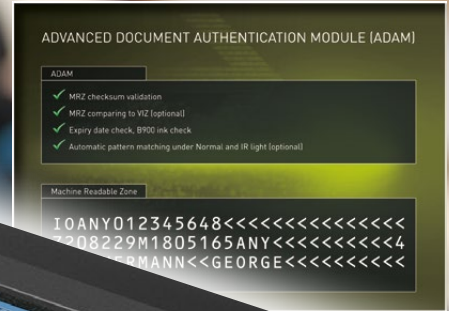 ADVANCED DOCUMENT AUTHENTICATION MODULE (ADAM)
ADAM
MRZ checksum validation
MRZ comparing to VIZ (optional)
Expiry date check, B900 ink check
Automatic pattern matching under Normal and IR light (optional)
Machine Readable Zone
IOANY012345648<<<<<<<<<<<<<<<<
7208229M1805165ANY<<<<<<<<<<<4
ERMANN<<GEORGE<<<<<<<<<<